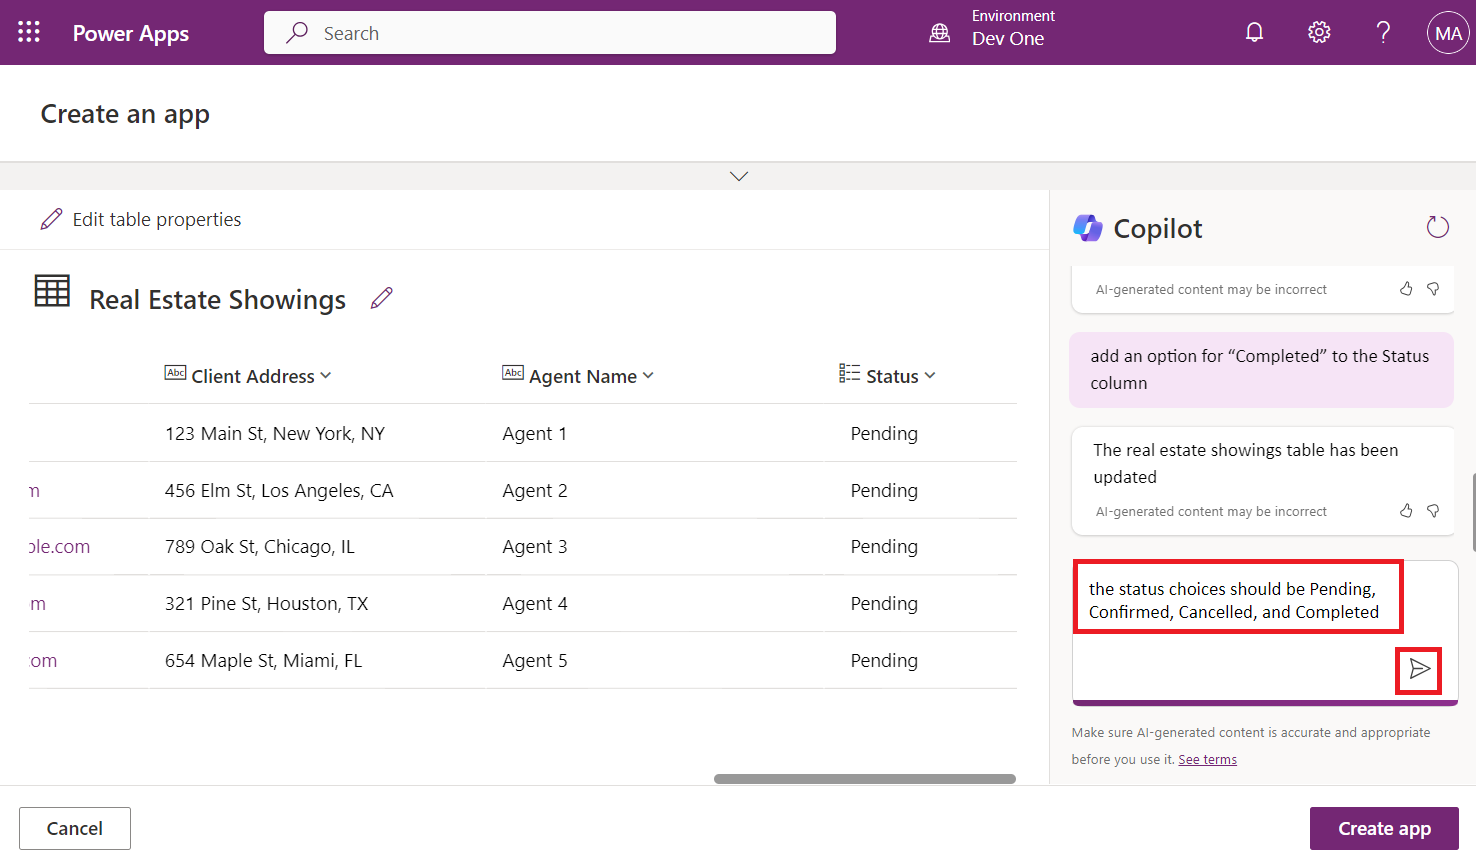 Power Apps
Search
Environment
Dev One
MA
Create an app
Edit table properties
Real Estate Showings
Abc Client Address
Abc Agent Name
Status
123 Main St, New York, NY Agent 1 Pending
m 456 Elm St, Los Angeles, CA Agent 2 Pending
ple.com 789 Oak St, Chicago, IL Agent 3 Pending
m 321 Pine St, Houston, TX Agent 4 Pending
com 654 Maple St, Miami, FL Agent 5 Pending
Copilot
AI-generated content may be incorrect
add an option for “Completed” to the Status
column
The real estate showings table has been
updated
AI-generated content may be incorrect
the status choices should be Pending,
Confirmed, Cancelled, and Completed
Make sure AI-generated content is accurate and appropriate
before you use it. See terms
Cancel
Create app